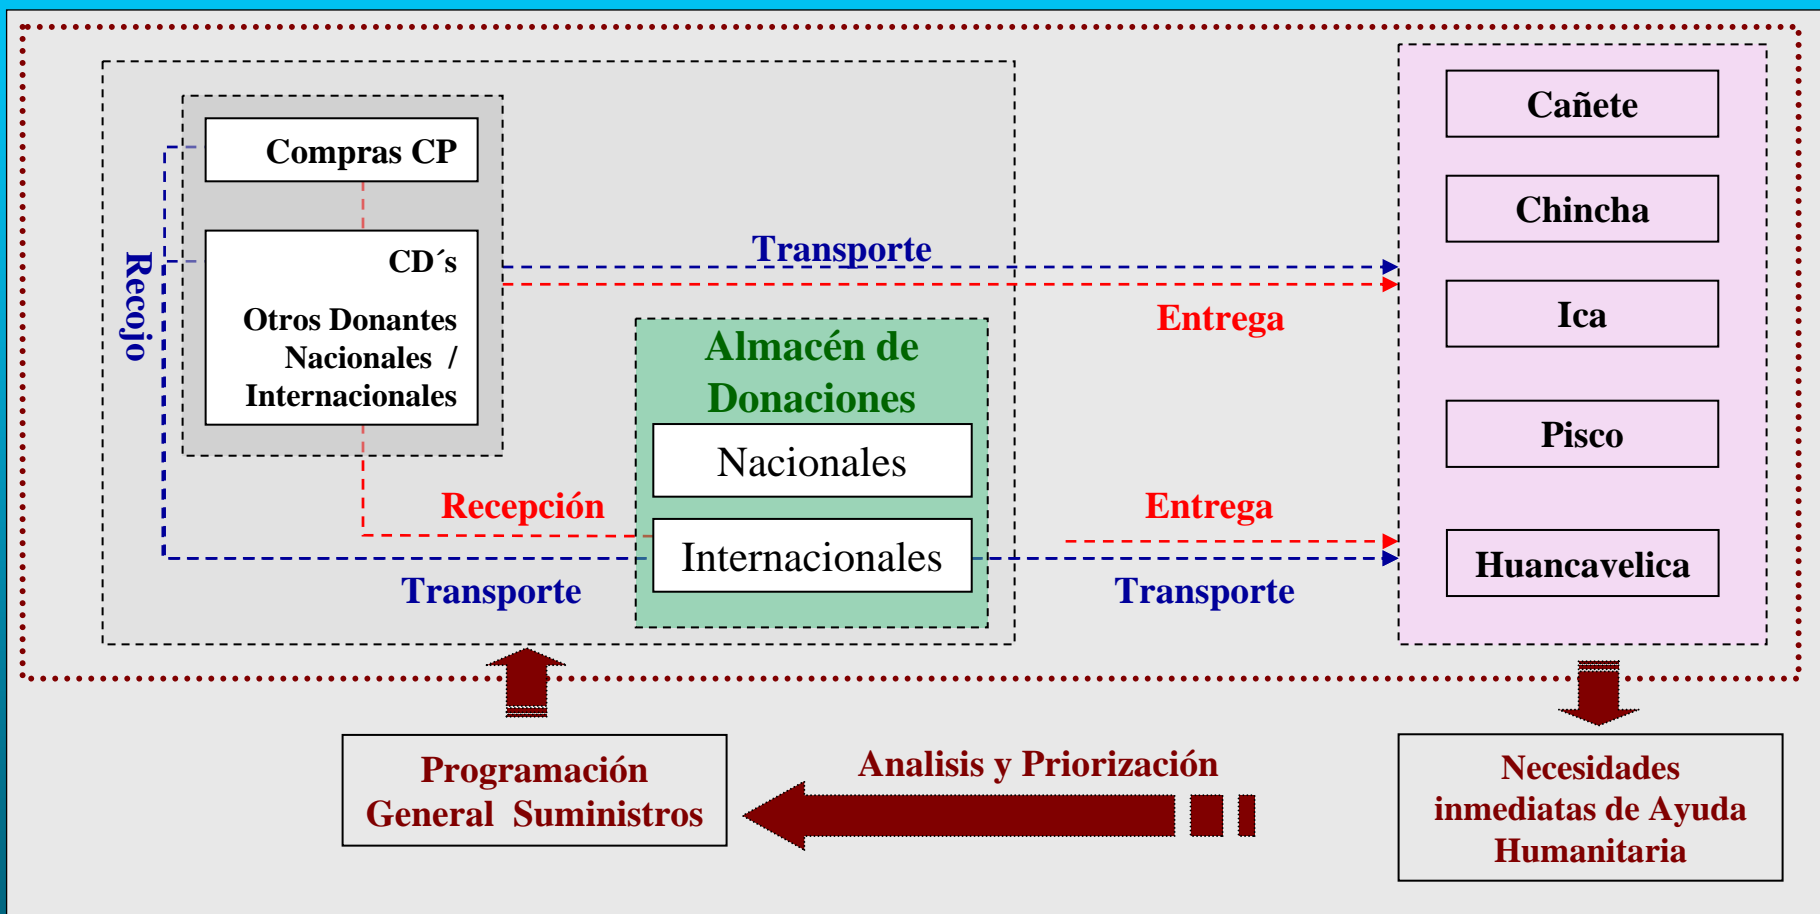 Compras CP
CD´s
Otros Donantes
Nacionales /
Internacionales
Recojo
Transporte
Entrega
Almacén de
Donaciones
Nacionales
Internacionales
Recepción
Transporte
Entrega
Transporte
Cañete
Chincha
Ica
Pisco
Huancavelica
Programación
General Suministros
Analisis y Priorización
Necesidades
inmediatas de Ayuda
Humanitaria